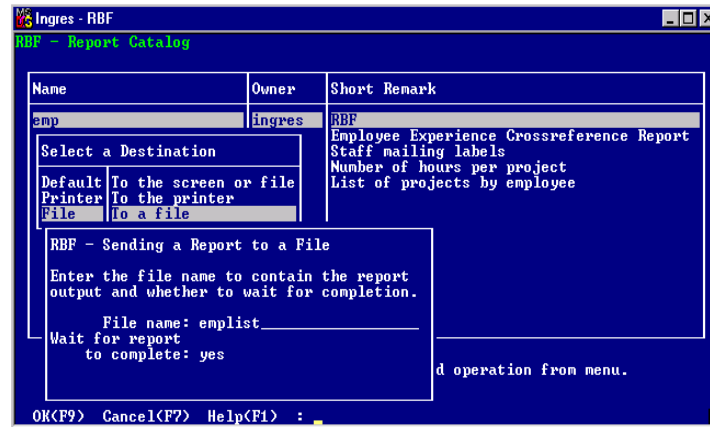 Ingres - RBF
RBF - Report Catalog
Name Owner Short Remark
emp ingres RBF
Employee Experience Crossreference Report
Select a Destination Staff mailing labels
Number of hours per project
Default To the screen or file List of projects by employee
Printer To the printer
File To a file
RBF - Sending a Report to a File
Enter the file name to contain the report
output and whether to wait for completion.
File name: emplist
Wait for report
to complete: yes
d operation from menu.
OK(F9) Cancel(F7) Help(F1) :